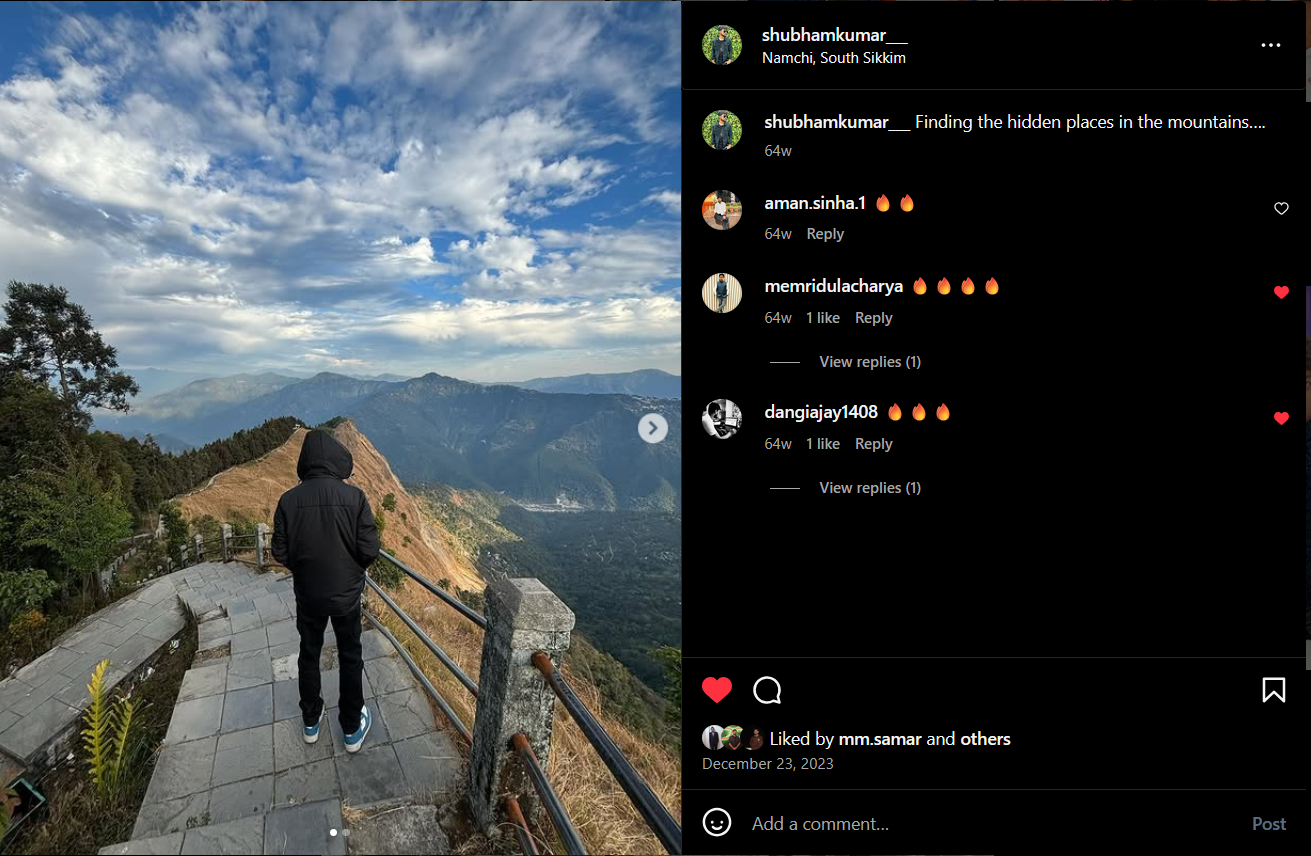 shubhamkumar___
Namchi, South Sikkim
shubhamkumar___ Finding the hidden places in the mountains....
64w
aman.sinha.1 🔥🔥
64w Reply
memridulacharya 🔥🔥🔥🔥
64w 1 like Reply
View replies (1)
dangiajay1408 🔥🔥🔥
64w 1 like Reply
View replies (1)
Liked by mm.samar and others
December 23, 2023
Add a comment...
Post